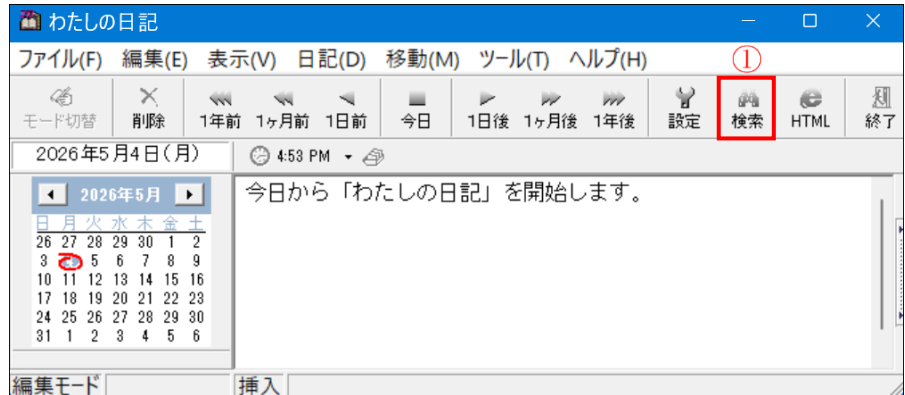 わたしの日記
ファイル(F) 編集(E) 表示(V) 日記(D) 移動(M) ツール(T) ヘルプ(H) ①
モード切替 削除 1年前 1ヶ月前 1日前 今日 1日後 1ヶ月後 1年後 設定 検索 HTML 終了
2026年5月4日(月) 4:53 PM
2026年5月
今日から「わたしの日記」を開始します。
日 月 火 水 木 金 土
26 27 28 29 30 1 2
3 5 6 7 8 9
10 11 12 13 14 15 16
17 18 19 20 21 22 23
24 25 26 27 28 29 30
31 1 2 3 4 5 6
編集モード 挿入